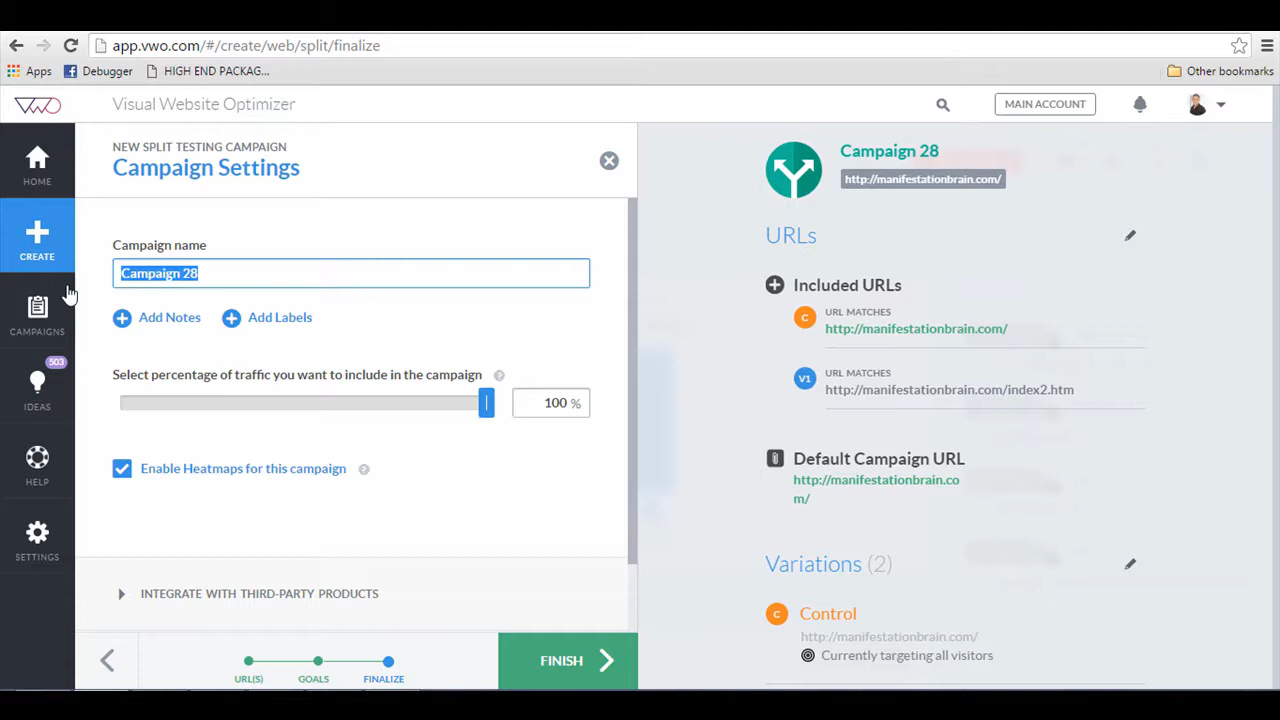 app.vwo.com/#/create/web/split/finalize
Apps
Debugger
HIGH END PACKAG...
Other bookmarks
VWO
Visual Website Optimizer
MAIN ACCOUNT
HOME
CREATE
CAMPAIGNS
503
IDEAS
HELP
SETTINGS
NEW SPLIT TESTING CAMPAIGN
Campaign Settings
Campaign name
Campaign 28
Add Notes
Add Labels
Select percentage of traffic you want to include in the campaign ?
100 %
Enable Heatmaps for this campaign ?
INTEGRATE WITH THIRD-PARTY PRODUCTS
URL(S)
GOALS
FINALIZE
FINISH
Campaign 28
http://manifestationbrain.com/
URLs
Included URLs
C
URL MATCHES
http://manifestationbrain.com/
V1
URL MATCHES
http://manifestationbrain.com/index2.htm
Default Campaign URL
http://manifestationbrain.co
m/
Variations (2)
C
Control
http://manifestationbrain.com/
Currently targeting all visitors